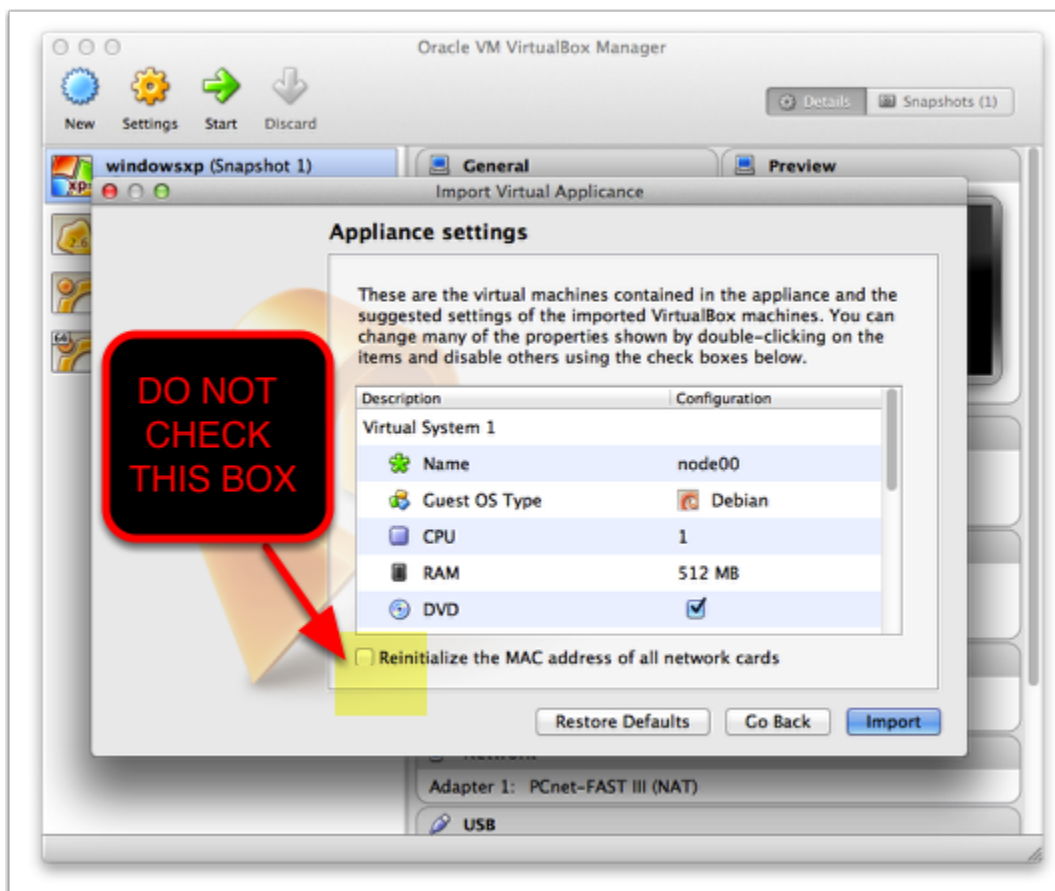 Oracle VM VirtualBox Manager
New
Settings
Start
Discard
Details
Snapshots (1)
windowsxp (Snapshot 1)
General
Preview
XP
Import Virtual Applicance
2.6
Appliance settings
These are the virtual machines contained in the appliance and the
suggested settings of the imported VirtualBox machines. You can
change many of the properties shown by double-clicking on the
items and disable others using the check boxes below.
64
DO NOT
CHECK
THIS BOX
Description
Configuration
Virtual System 1
Name
node00
Guest OS Type
Debian
CPU
1
RAM
512 MB
DVD
Reinitialize the MAC address of all network cards
Restore Defaults
Go Back
Import
Network
Adapter 1: PCnet-FAST III (NAT)
USB